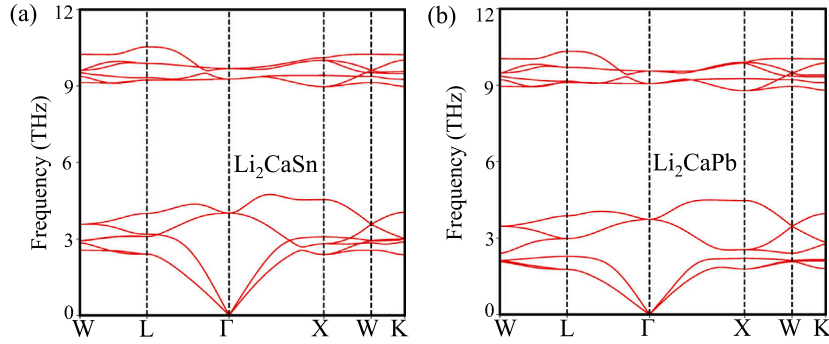 (a)
12
9
6
3
0
Frequency (THz)
Li₂CaSn
W L Γ X W K
(b)
12
9
6
3
0
Frequency (THz)
Li₂CaPb
W L Γ X W K